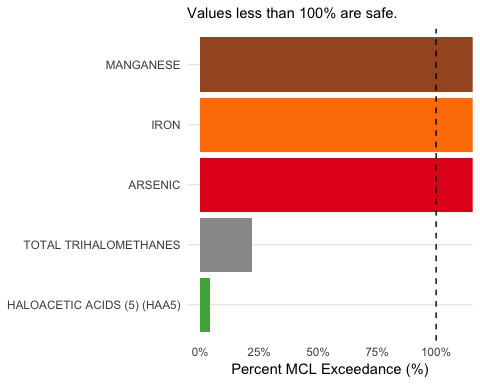 Values less than 100% are safe.
MANGANESE
IRON
ARSENIC
TOTAL TRIHALOMETHANES
HALOACETIC ACIDS (5) (HAA5)
0% 25% 50% 75% 100%
Percent MCL Exceedance (%)